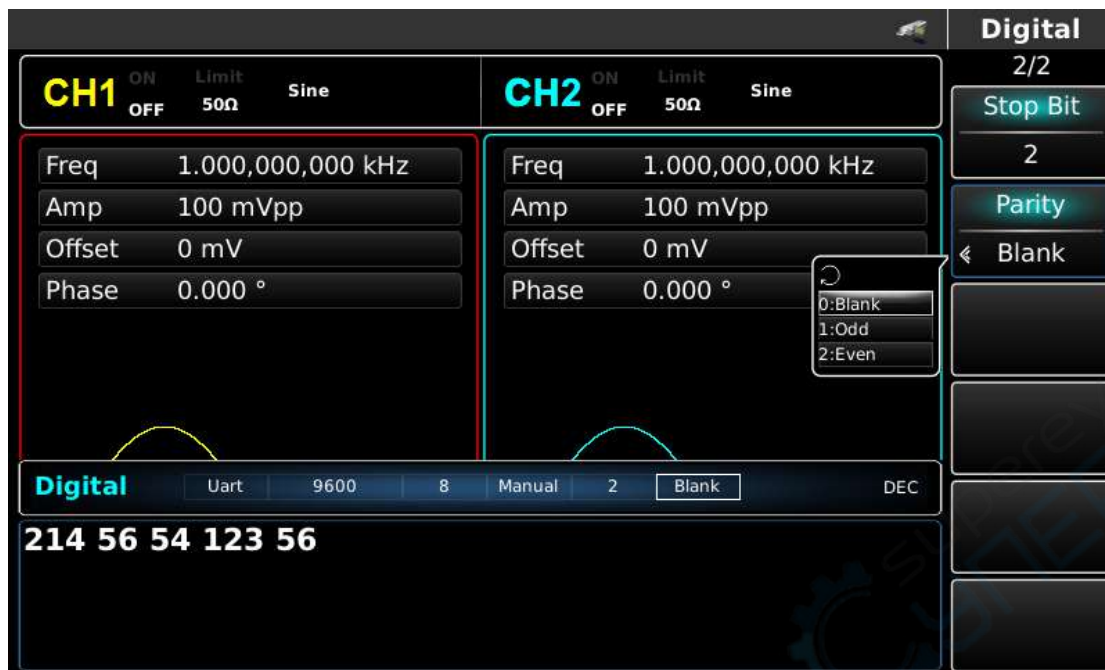 Digital
2/2
CH1 ON OFF Limit 50Ω Sine
CH2 ON OFF Limit 50Ω Sine
Stop Bit
2
Parity
Blank
Freq 1.000,000,000 kHz
Amp 100 mVpp
Offset 0 mV
Phase 0.000 °
Freq 1.000,000,000 kHz
Amp 100 mVpp
Offset 0 mV
Phase 0.000 °
0:Blank
1:Odd
2:Even
Digital Uart 9600 8 Manual 2 Blank DEC
214 56 54 123 56